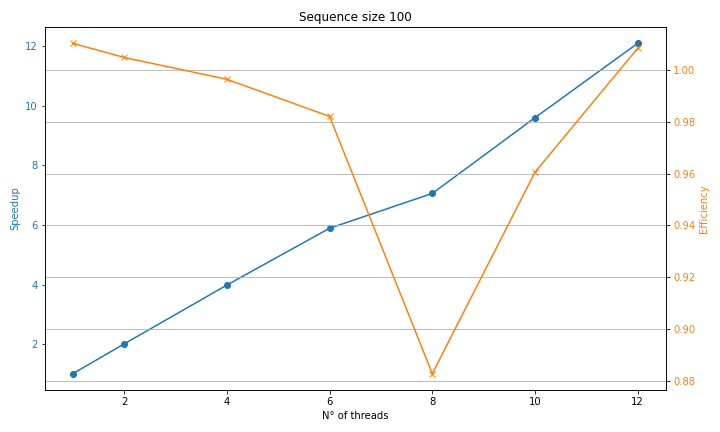 Sequence size 100
Speedup
12
10
8
6
4
2
1.00
0.98
0.96
0.94
0.92
0.90
0.88
Efficiency
2 4 6 8 10 12
N° of threads